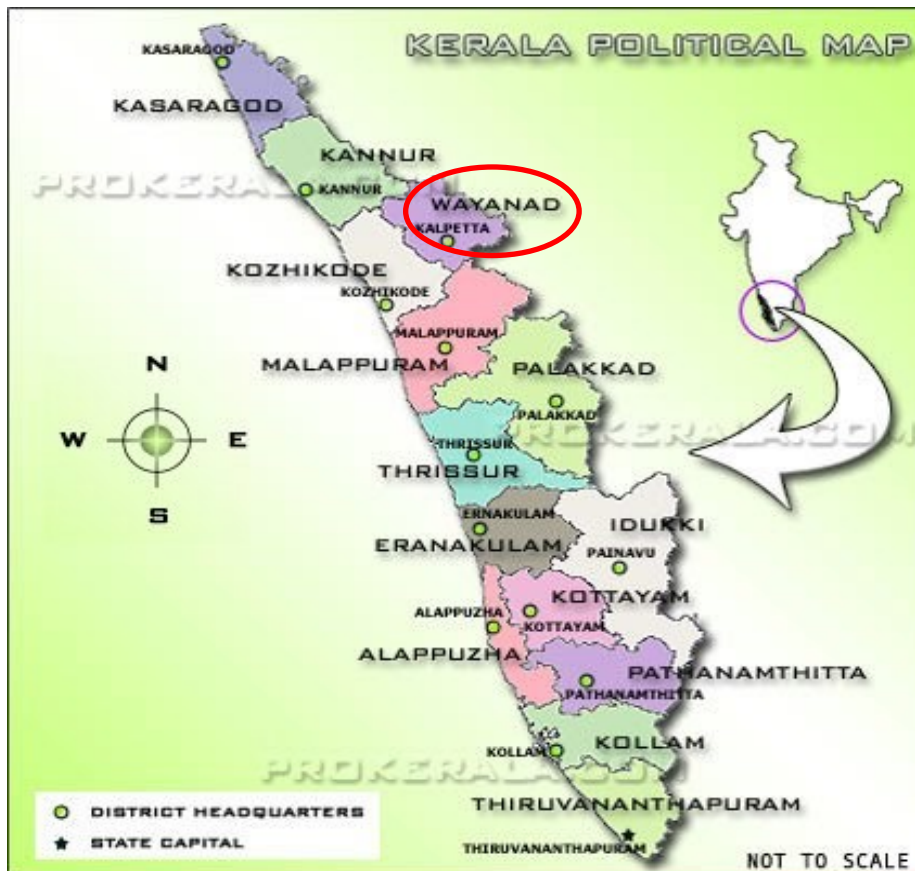 KERALA POLITICAL MAP
KASARAGOD
KASARAGOD
KANNUR
PROKERALA.COM
KANNUR
WAYANAD
KALPETTA
KOZHIKODE
KOZHIKODE
MALAPPURAM
MALAPPURAM
PALAKKAD
PALAKKAD
N
W
E
S
PROKERALA.COM
THRISSUR
THRISSUR
ERNAKULAM
ERANAKULAM
IDUKKI
PAINAVU
KOTTAYAM
KOTTAYAM
ALAPPUZHA
ALAPPUZHA
PATHANAMTHITTA
PATHANAMTHITTA
KOLLAM
KOLLAM
PROKERALA.COM
THIRUVANANTHAPURAM
THIRUVANANTHAPURAM
DISTRICT HEADQUARTERS
STATE CAPITAL
NOT TO SCALE